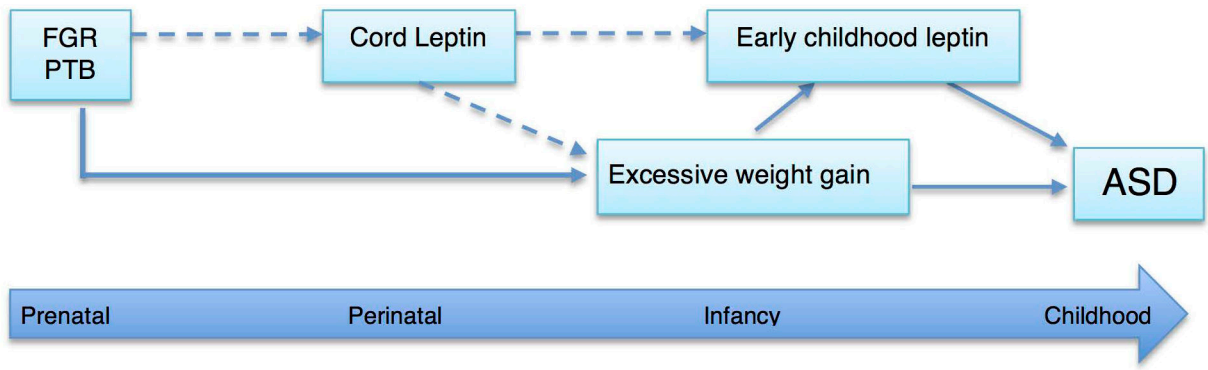 FGR
PTB
Cord Leptin
Early childhood leptin
Excessive weight gain
ASD
Prenatal
Perinatal
Infancy
Childhood